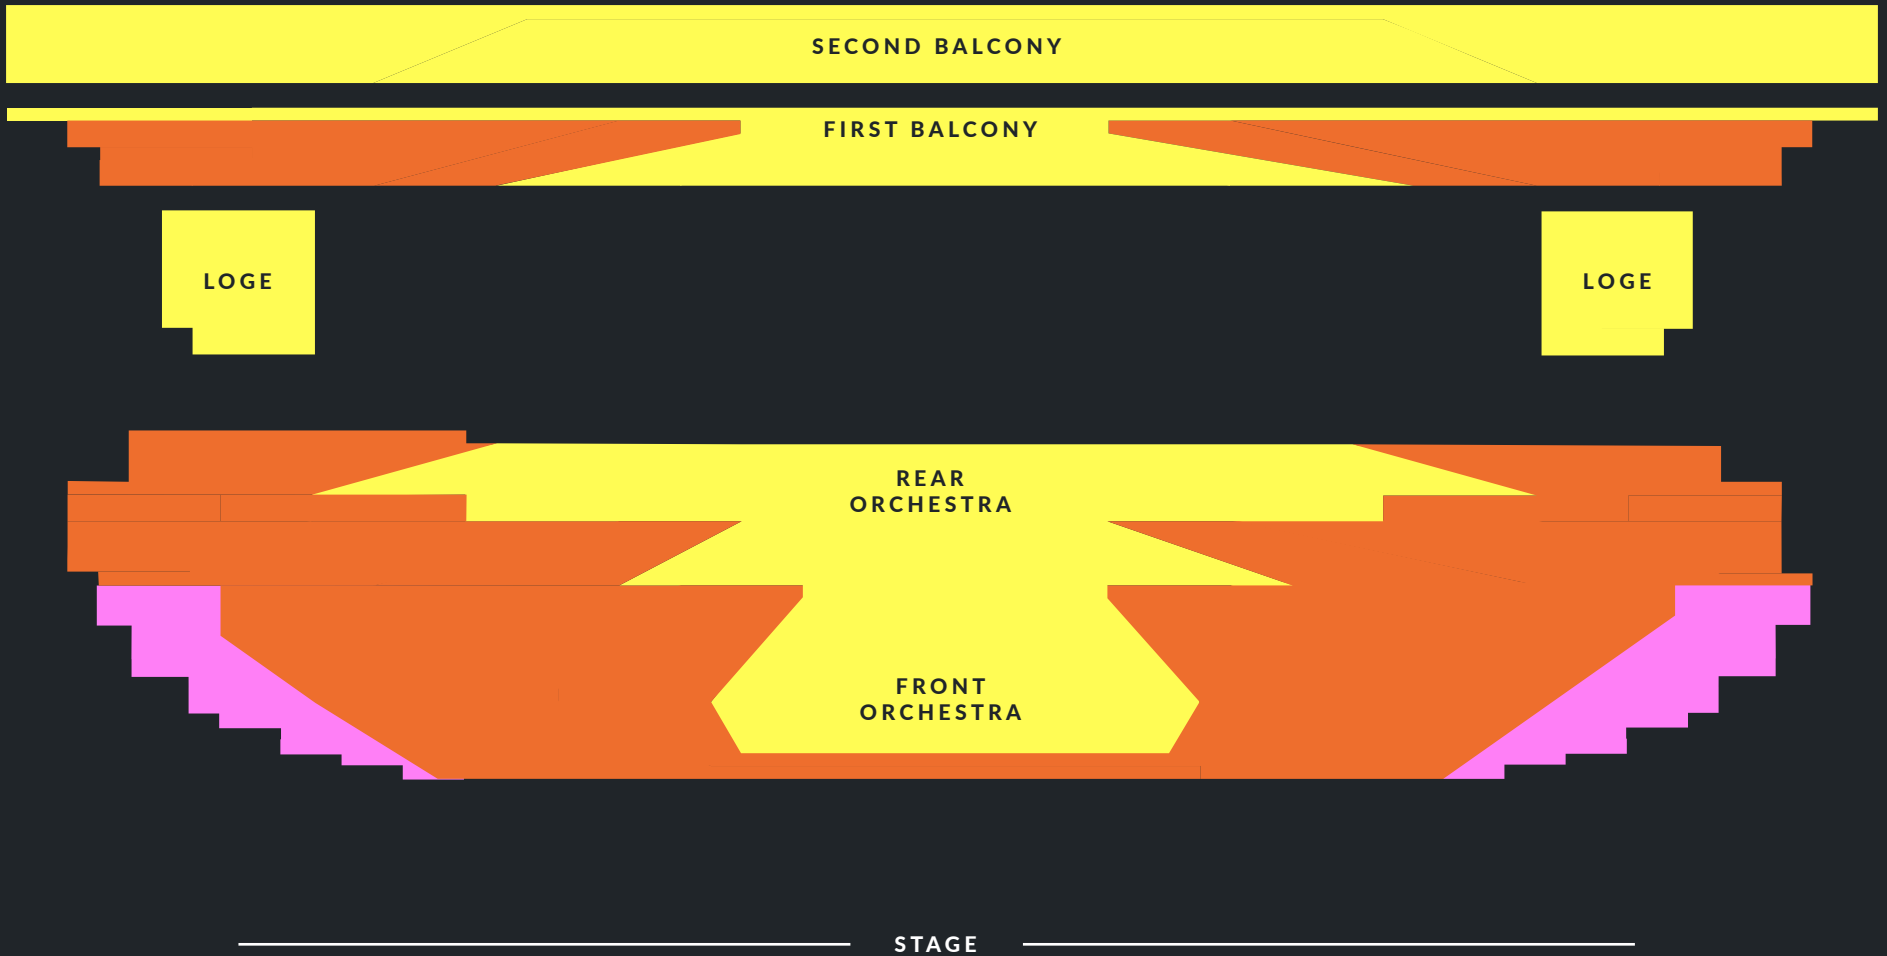 SECOND BALCONY
FIRST BALCONY
LOGE
LOGE
REAR
ORCHESTRA
FRONT
ORCHESTRA
STAGE